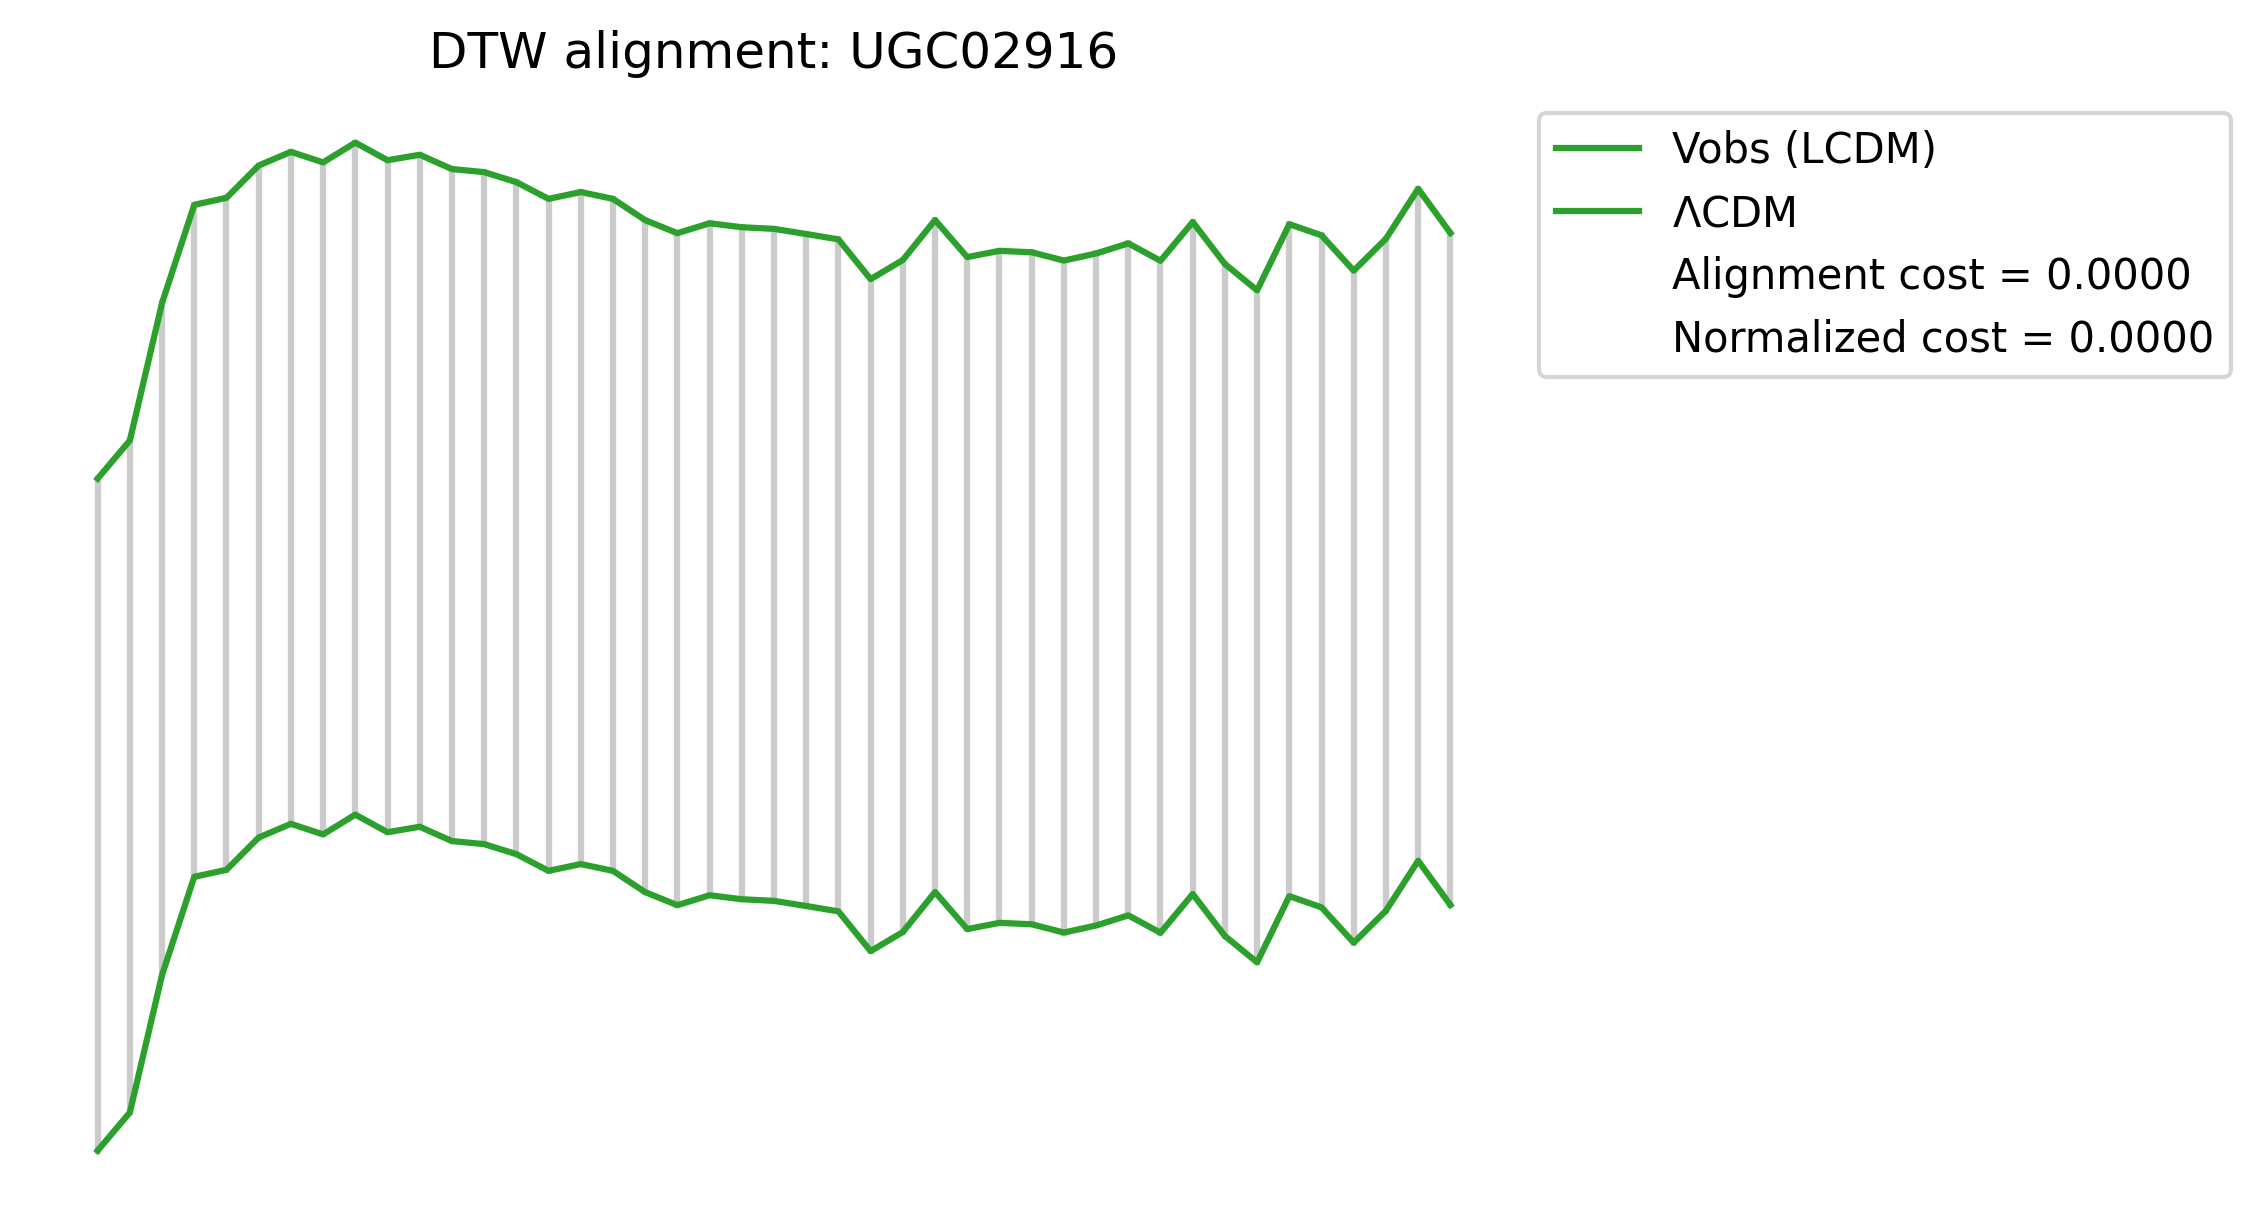 DTW alignment: UGC02916
Vobs (LCDM)
ΛCDM
Alignment cost = 0.0000
Normalized cost = 0.0000